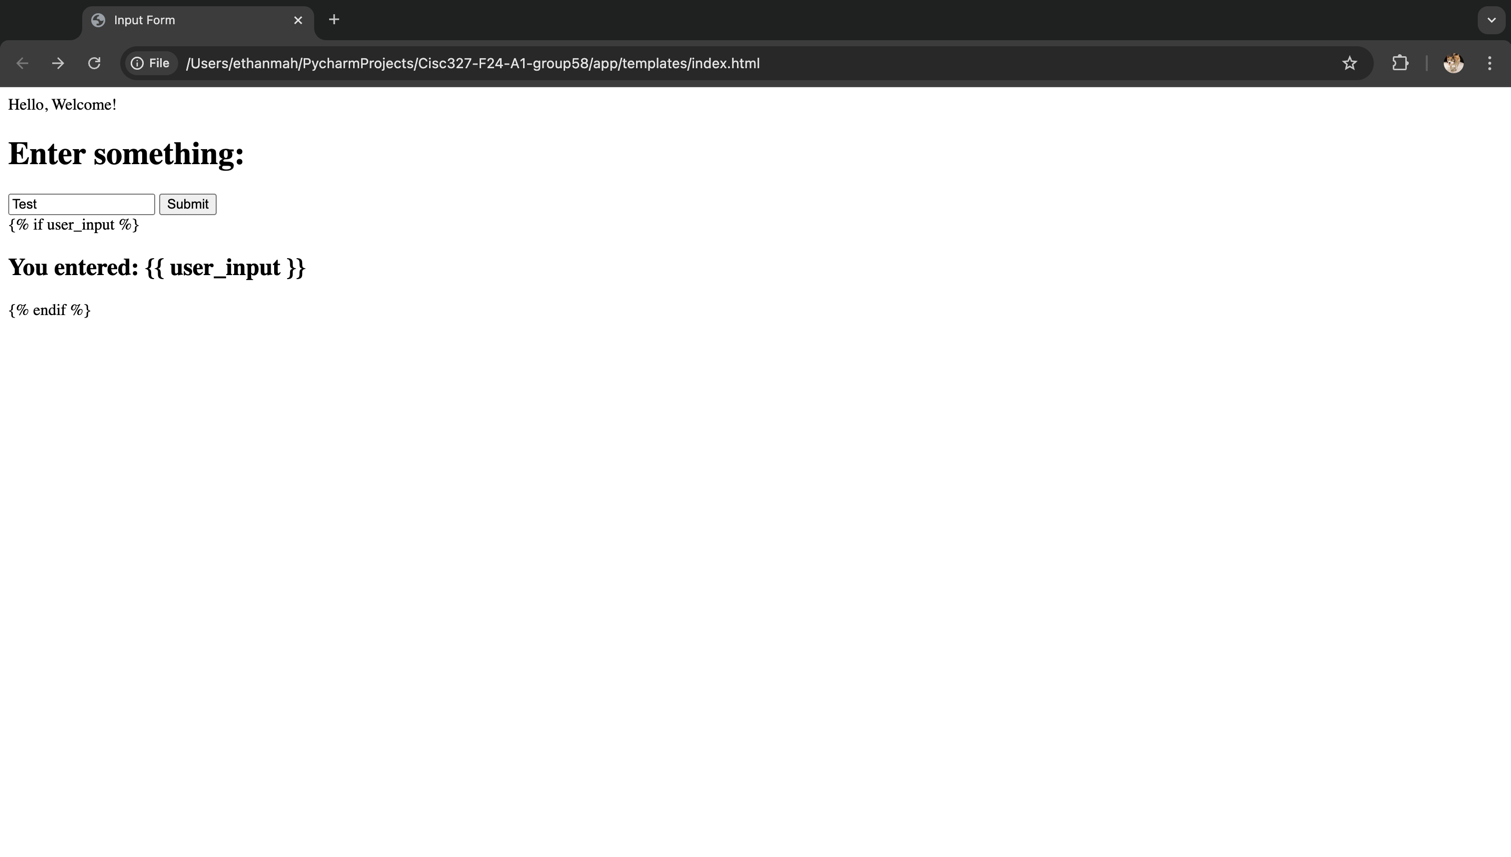 Input Form
File /Users/ethanmah/PycharmProjects/Cisc327-F24-A1-group58/app/templates/index.html
Hello, Welcome!
Enter something:
Test Submit
{% if user_input %}
You entered: {{ user_input }}
{% endif %}